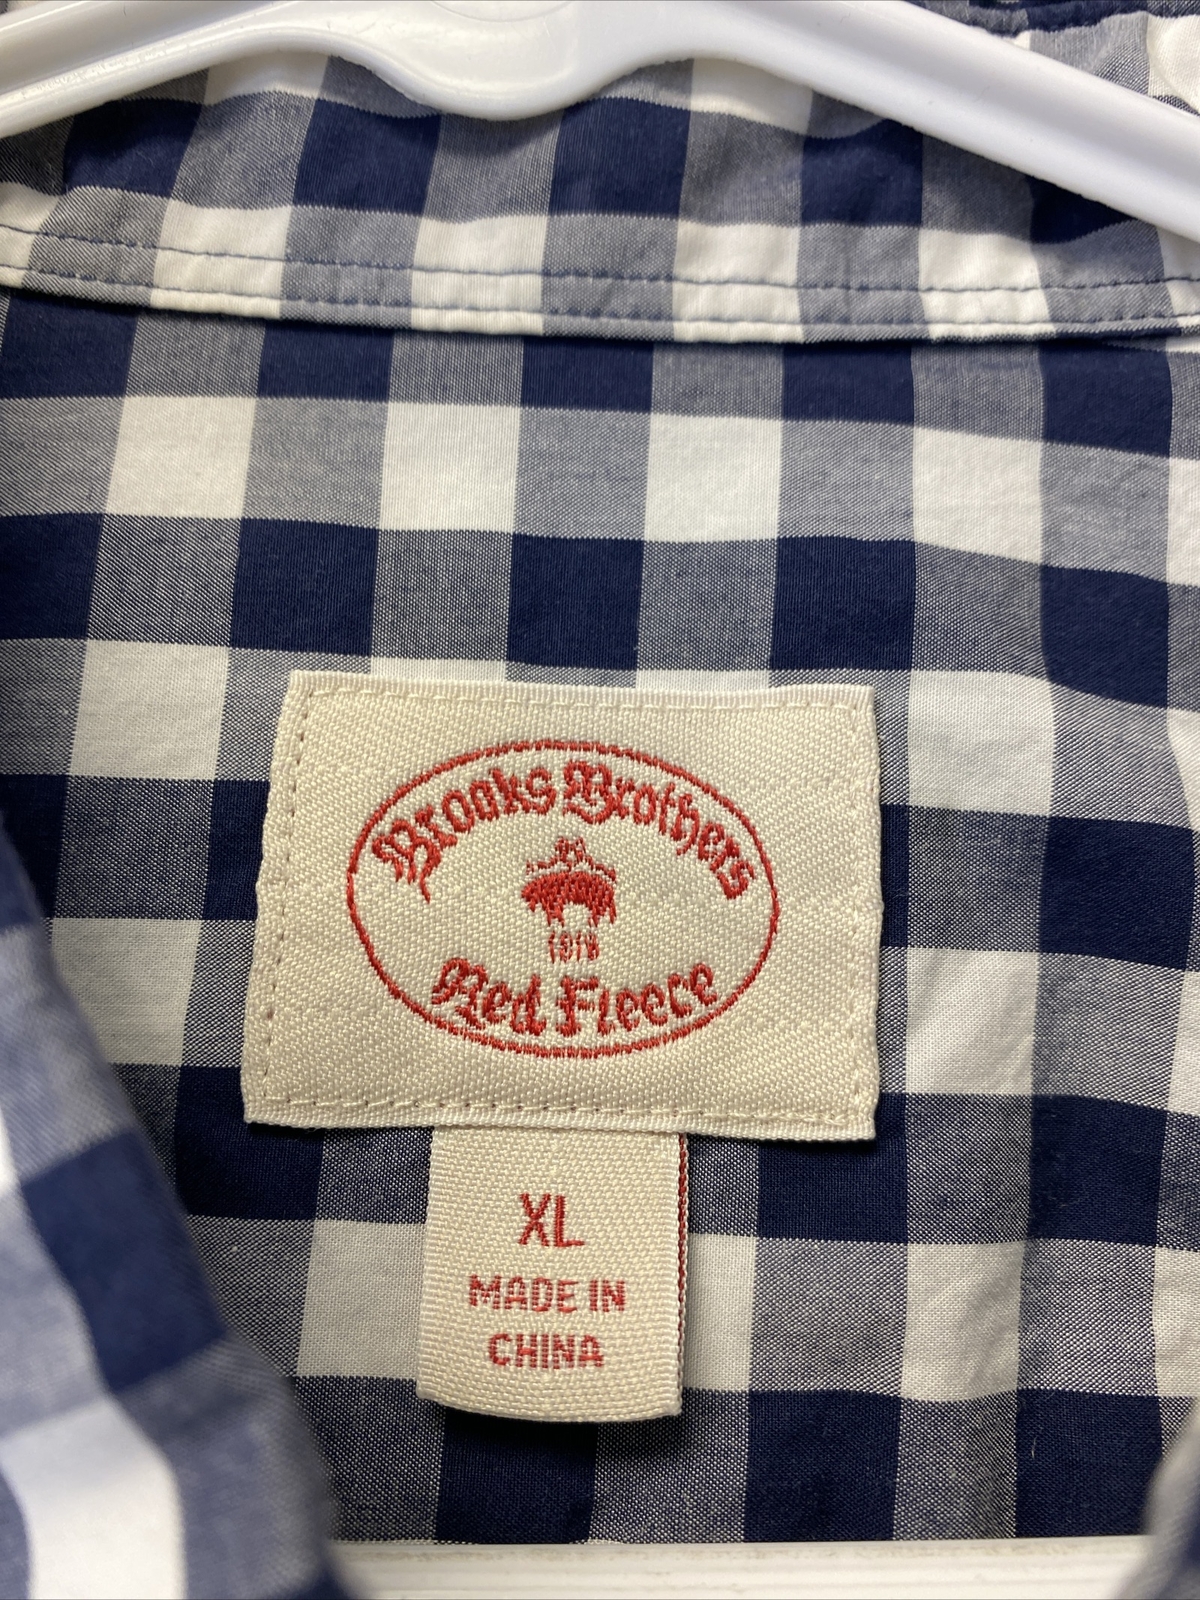 Brooks Brothers
1818
Red Fleece
XL
MADE IN
CHINA